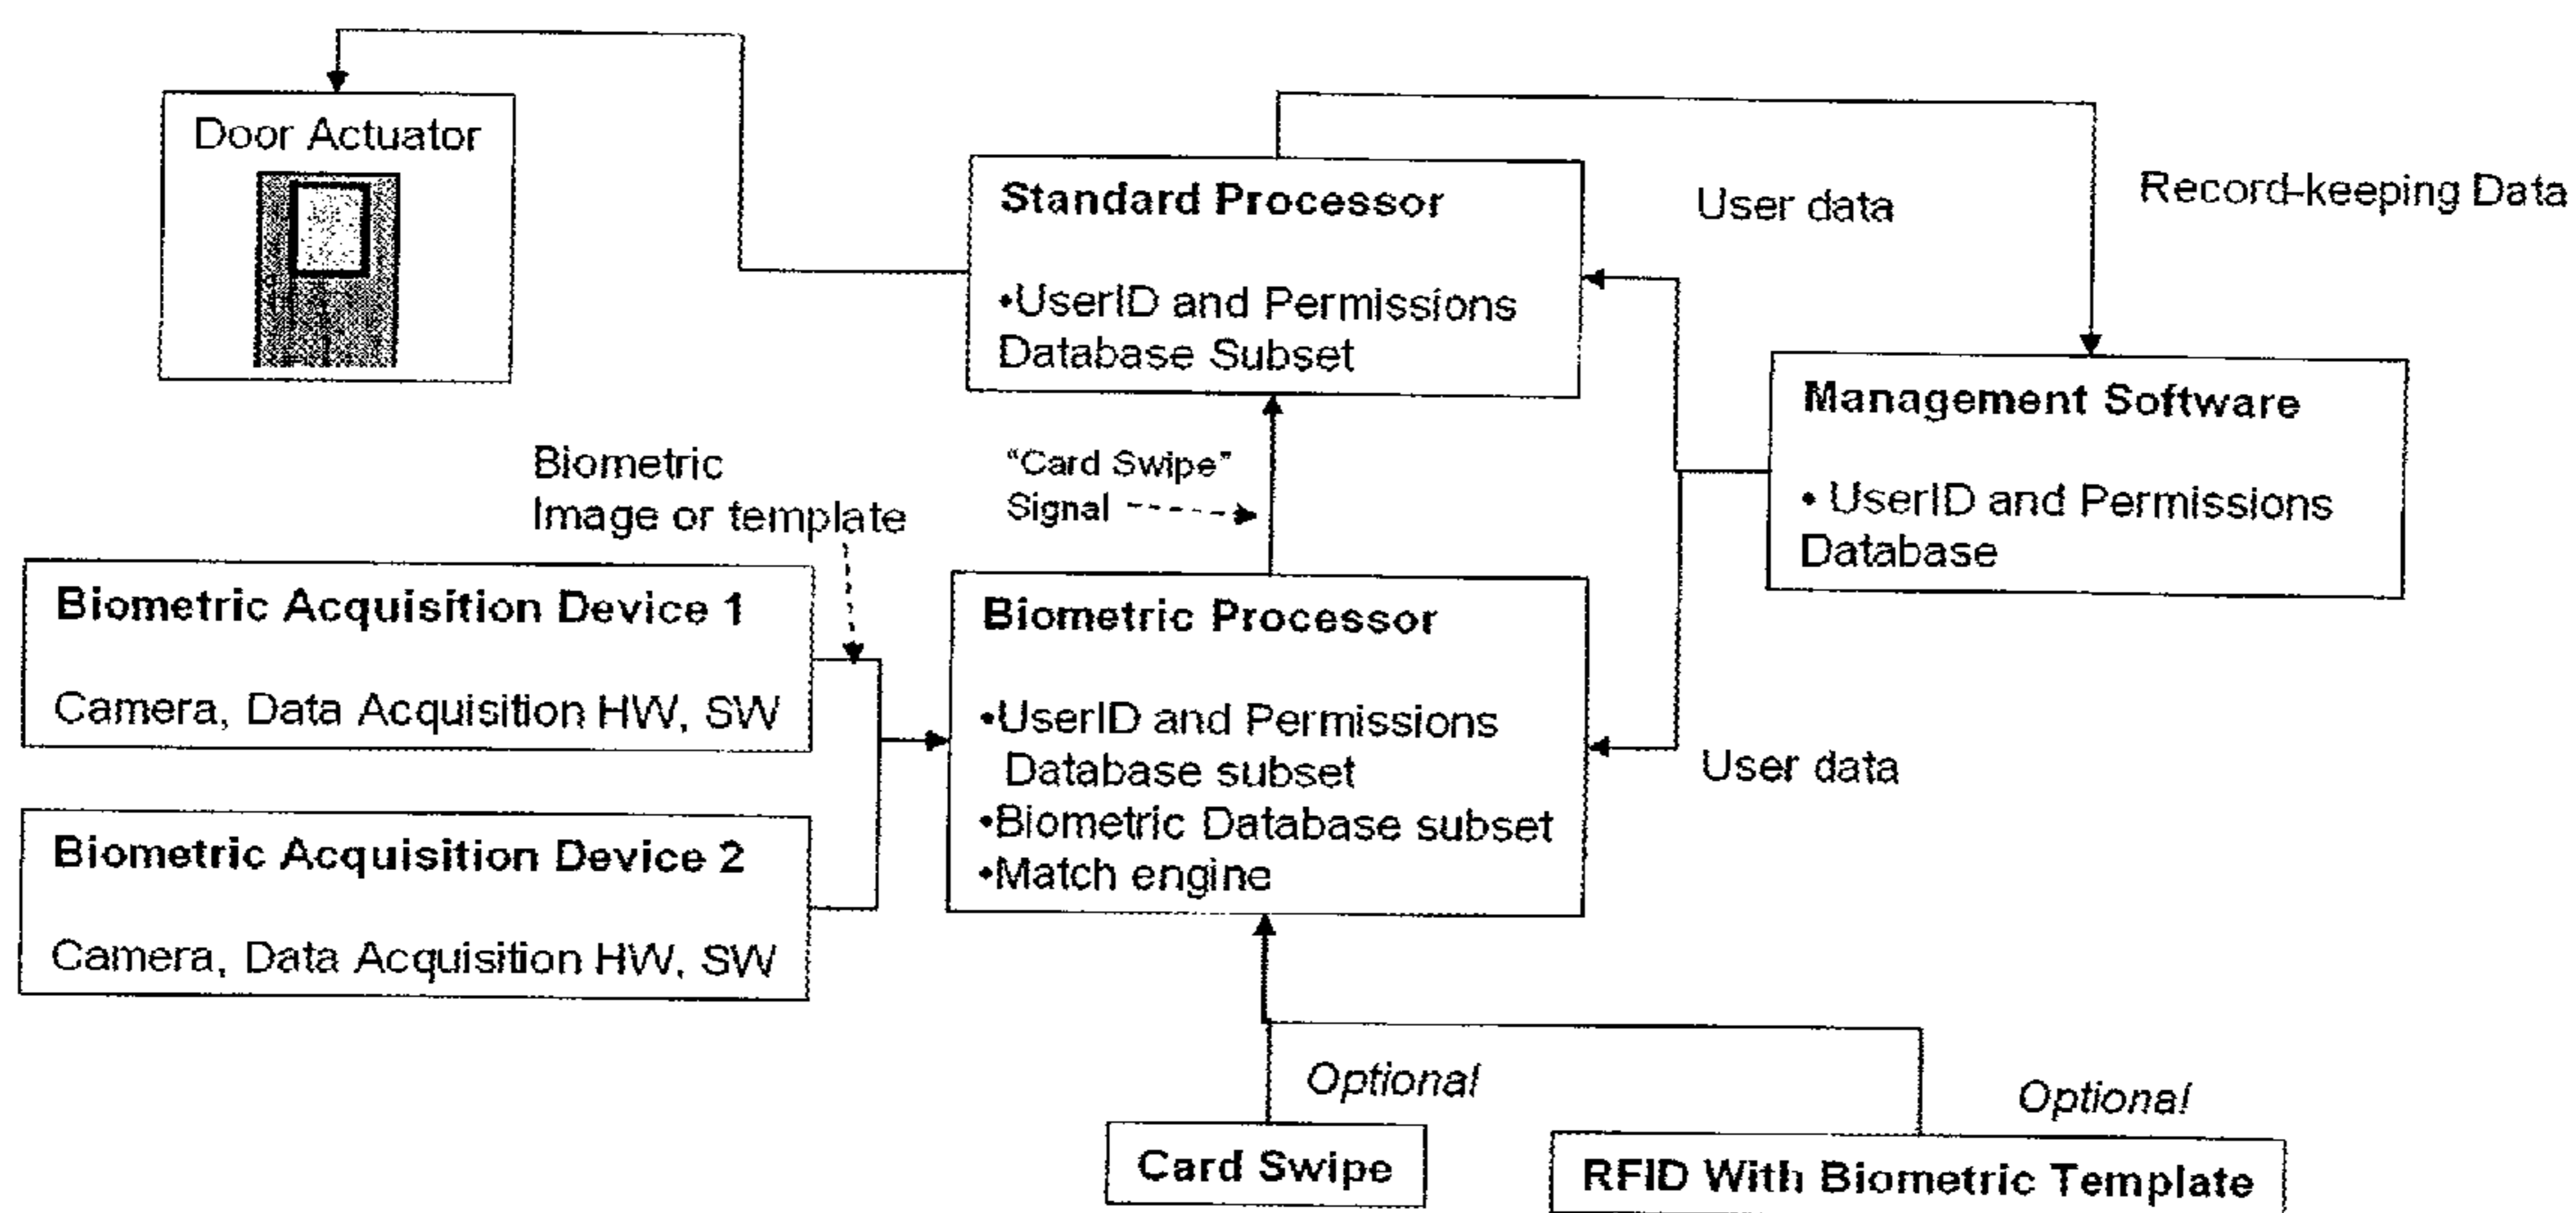 Door Actuator
Standard Processor
•UserID and Permissions
Database Subset
User data
Record-keeping Data
Management Software
• UserID and Permissions
Database
Biometric
Image or template
"Card Swipe"
Signal
Biometric Acquisition Device 1
Camera, Data Acquisition HW, SW
Biometric Processor
•UserID and Permissions
Database subset
•Biometric Database subset
•Match engine
User data
Biometric Acquisition Device 2
Camera, Data Acquisition HW, SW
Optional
Optional
Card Swipe
RFID With Biometric Template